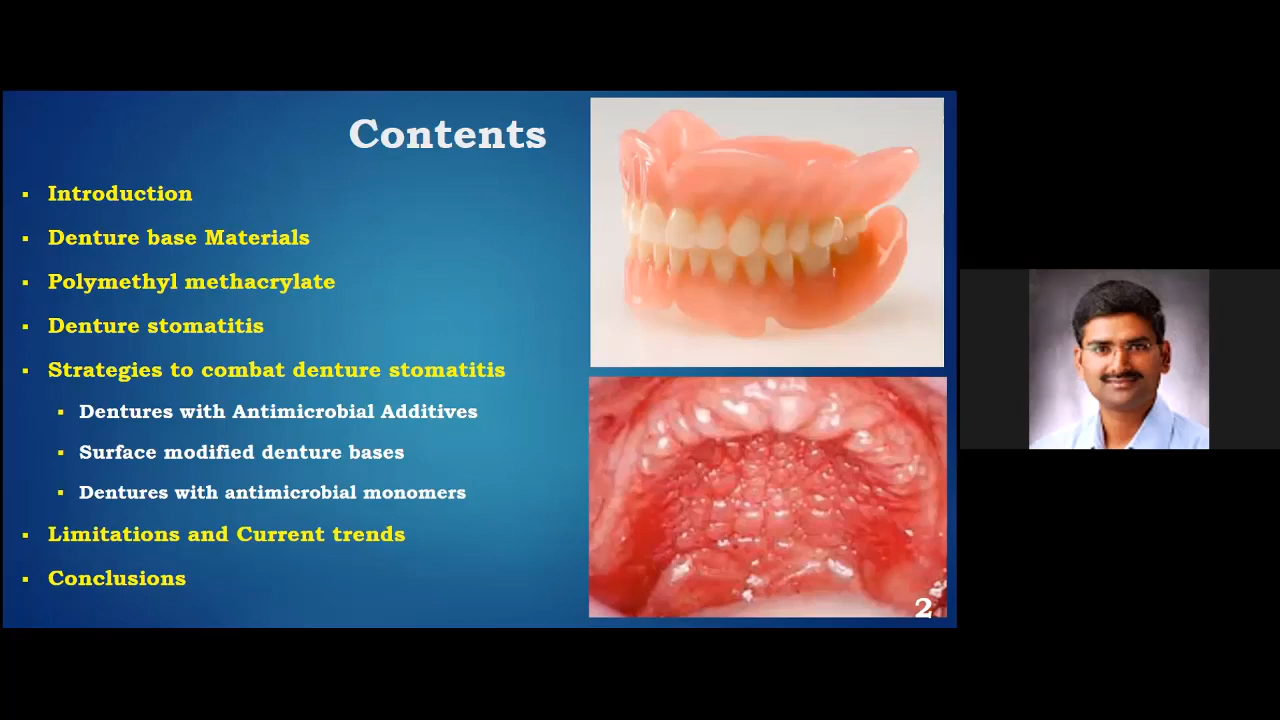 Contents
Introduction
Denture base Materials
Polymethyl methacrylate
Denture stomatitis
Strategies to combat denture stomatitis
Dentures with Antimicrobial Additives
Surface modified denture bases
Dentures with antimicrobial monomers
Limitations and Current trends
Conclusions
2